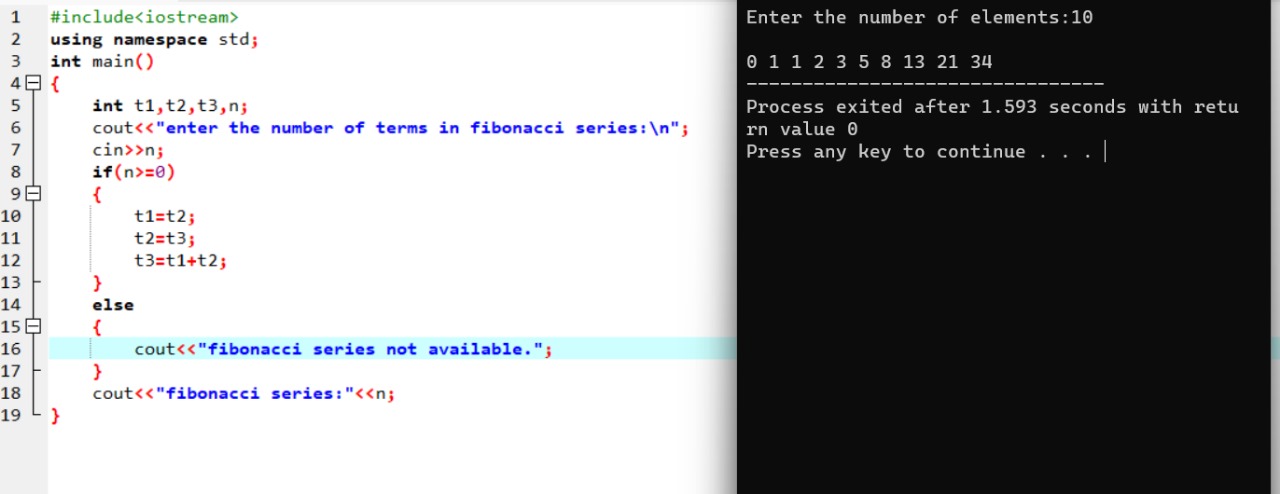 1 #include<iostream>
2 using namespace std;
3 int main()
4 {
5 int t1,t2,t3,n;
6 cout<<"enter the number of terms in fibonacci series:\n";
7 cin>>n;
8 if(n>=0)
9 {
10 t1=t2;
11 t2=t3;
12 t3=t1+t2;
13 }
14 else
15 {
16 cout<<"fibonacci series not available.";
17 }
18 cout<<"fibonacci series:"<<n;
19 }
Enter the number of elements:10
0 1 1 2 3 5 8 13 21 34
--------------------------------
Process exited after 1.593 seconds with retu
rn value 0
Press any key to continue . . .